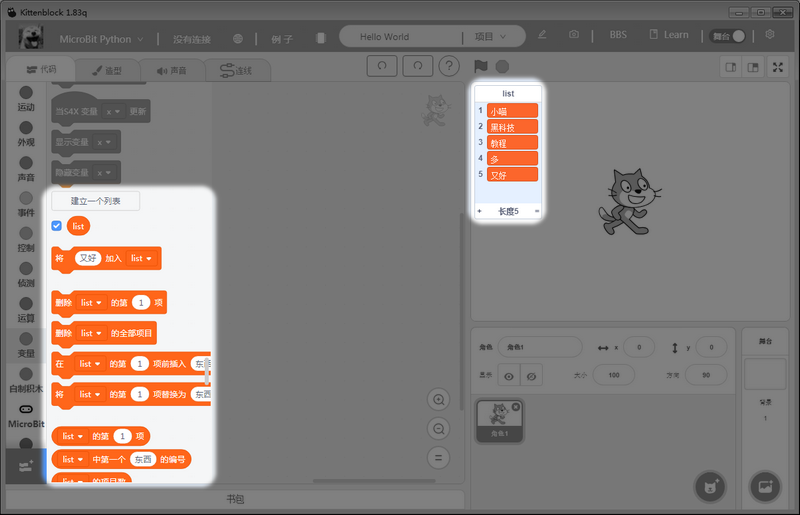 Kittenblock 1.83q
MicroBit Python
没有连接
例 子
Hello World
项目
BBS
Learn
舞台
代码
造型
声音
连线
?
运动
外观
声音
事件
控制
侦测
运算
变量
自制积木
MicroBit
当S4X 变量 x 更新
显示变量 x
隐藏变量 x
建立一个列表
list
将 又好 加入 list
删除 list 的第 1 项
删除 list 的全部项目
在 list 的第 1 项前插入 东西
将 list 的第 1 项替换为 东西
list 的第 1 项
list 中第一个 东西 的编号
list 的项目数
list
1 小喵
2 黑科技
3 教程
4 多
5 又好
+ 长度5 =
角色 角色1 x 0 y 0
显示 大小 100 方向 90
角色1
舞台
背景
1
书包